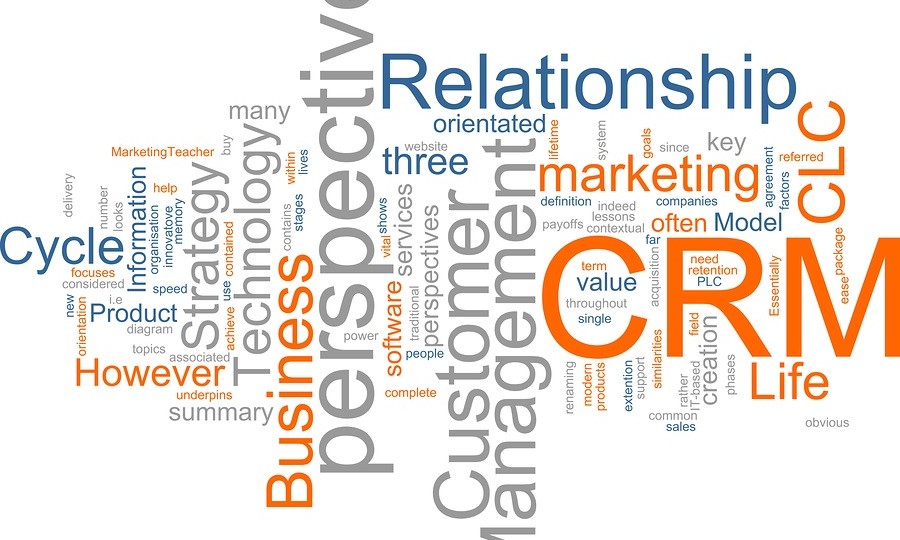 perspective
Relationship
many
orientated
CLC
MarketingTeacher
buy
Technology
within
lives
website
three
lifetime
system
goals
since
key
marketing
agreement
referred
factors
delivery
number
looks
Information
help
organisation
innovatove
memory
Strategy
contained
contains
stages
shows
vital
services
perspectives
Customer
Management
definition
indeed
companies
lessons
payoffs
contextual
often
Model
Cycle
focuses
considered
i.e
speed
use
Business
far
acquisition
CRM
term
value
throughout
single
need
retention
PLC
Essentially
package
ease
new
orientation
Product
diagram
achieve
power
software
traditional
people
topics
associated
However
underpins
summary
complete
renaming
modern
products
extention
support
similarities
field
rather
IT-based
creation
phases
Life
common
sales
obvious